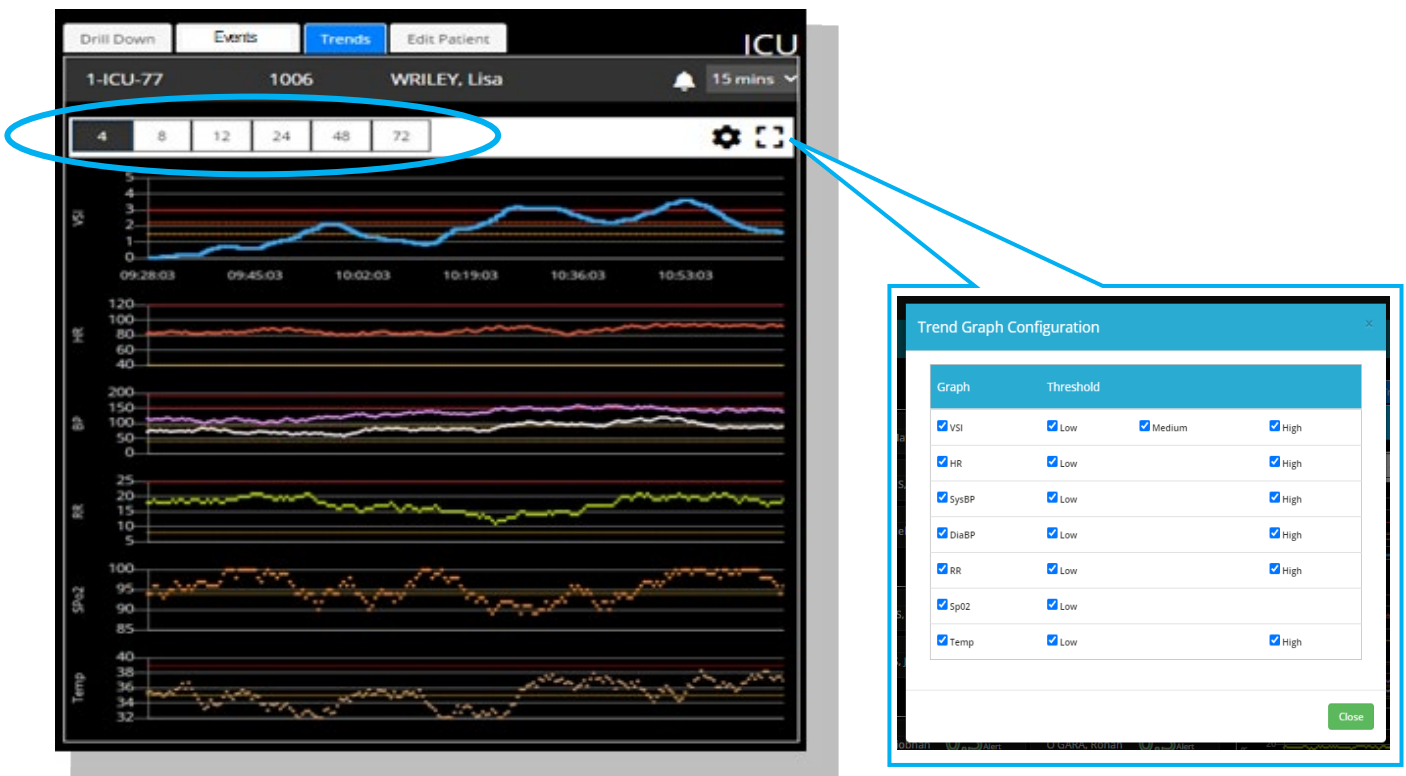 Drill Down Events Trends Edit Patient ICU
1-ICU-77 1006 WRILEY, Lisa 15 mins
4 8 12 24 48 72
VSI
5
4
3
2
1
0
09:28:03 09:45:03 10:02:03 10:19:03 10:36:03 10:53:03
HR
120
100
80
60
40
BP
200
150
100
50
0
RR
25
20
15
10
5
SPo2
100
95
90
85
Temp
40
38
36
34
32
Trend Graph Configuration x
Graph Threshold
VSI Low Medium High
HR Low High
SysBP Low High
DiaBP Low High
RR Low High
Sp02 Low
Temp Low High
Close
Alert O'GARA, Ronan Alert 20